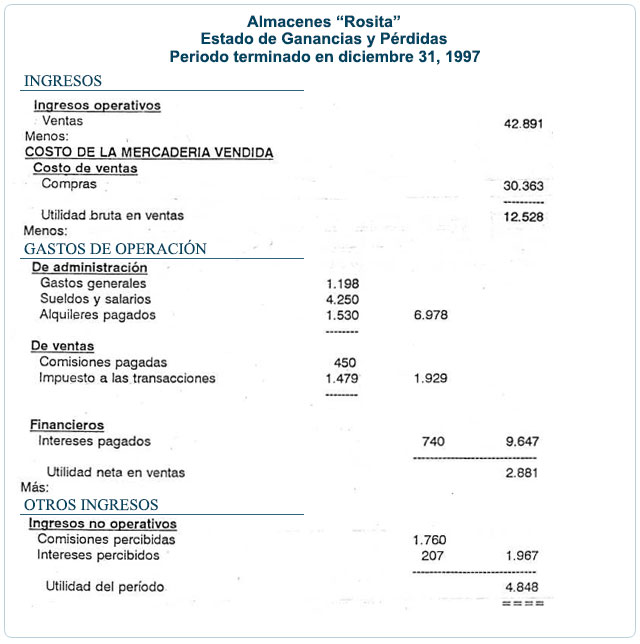 Almacenes “Rosita”
Estado de Ganancias y Pérdidas
Periodo terminado en diciembre 31, 1997
INGRESOS
Ingresos operativos
Ventas 42.891
Menos:
COSTO DE LA MERCADERIA VENDIDA
Costo de ventas
Compras 30.363
----------
Utilidad bruta en ventas 12.528
Menos:
GASTOS DE OPERACIÓN
De administración
Gastos generales 1.198
Sueldos y salarios 4.250
Alquileres pagados 1.530 6.978
--------
De ventas
Comisiones pagadas 450
Impuesto a las transacciones 1.479 1.929
--------
Financieros
Intereses pagados 740 9.647
--------------------------------
Utilidad neta en ventas 2.881
Más:
OTROS INGRESOS
Ingresos no operativos
Comisiones percibidas 1.760
Intereses percibidos 207 1.967
--------------------------------
Utilidad del período 4.848
====